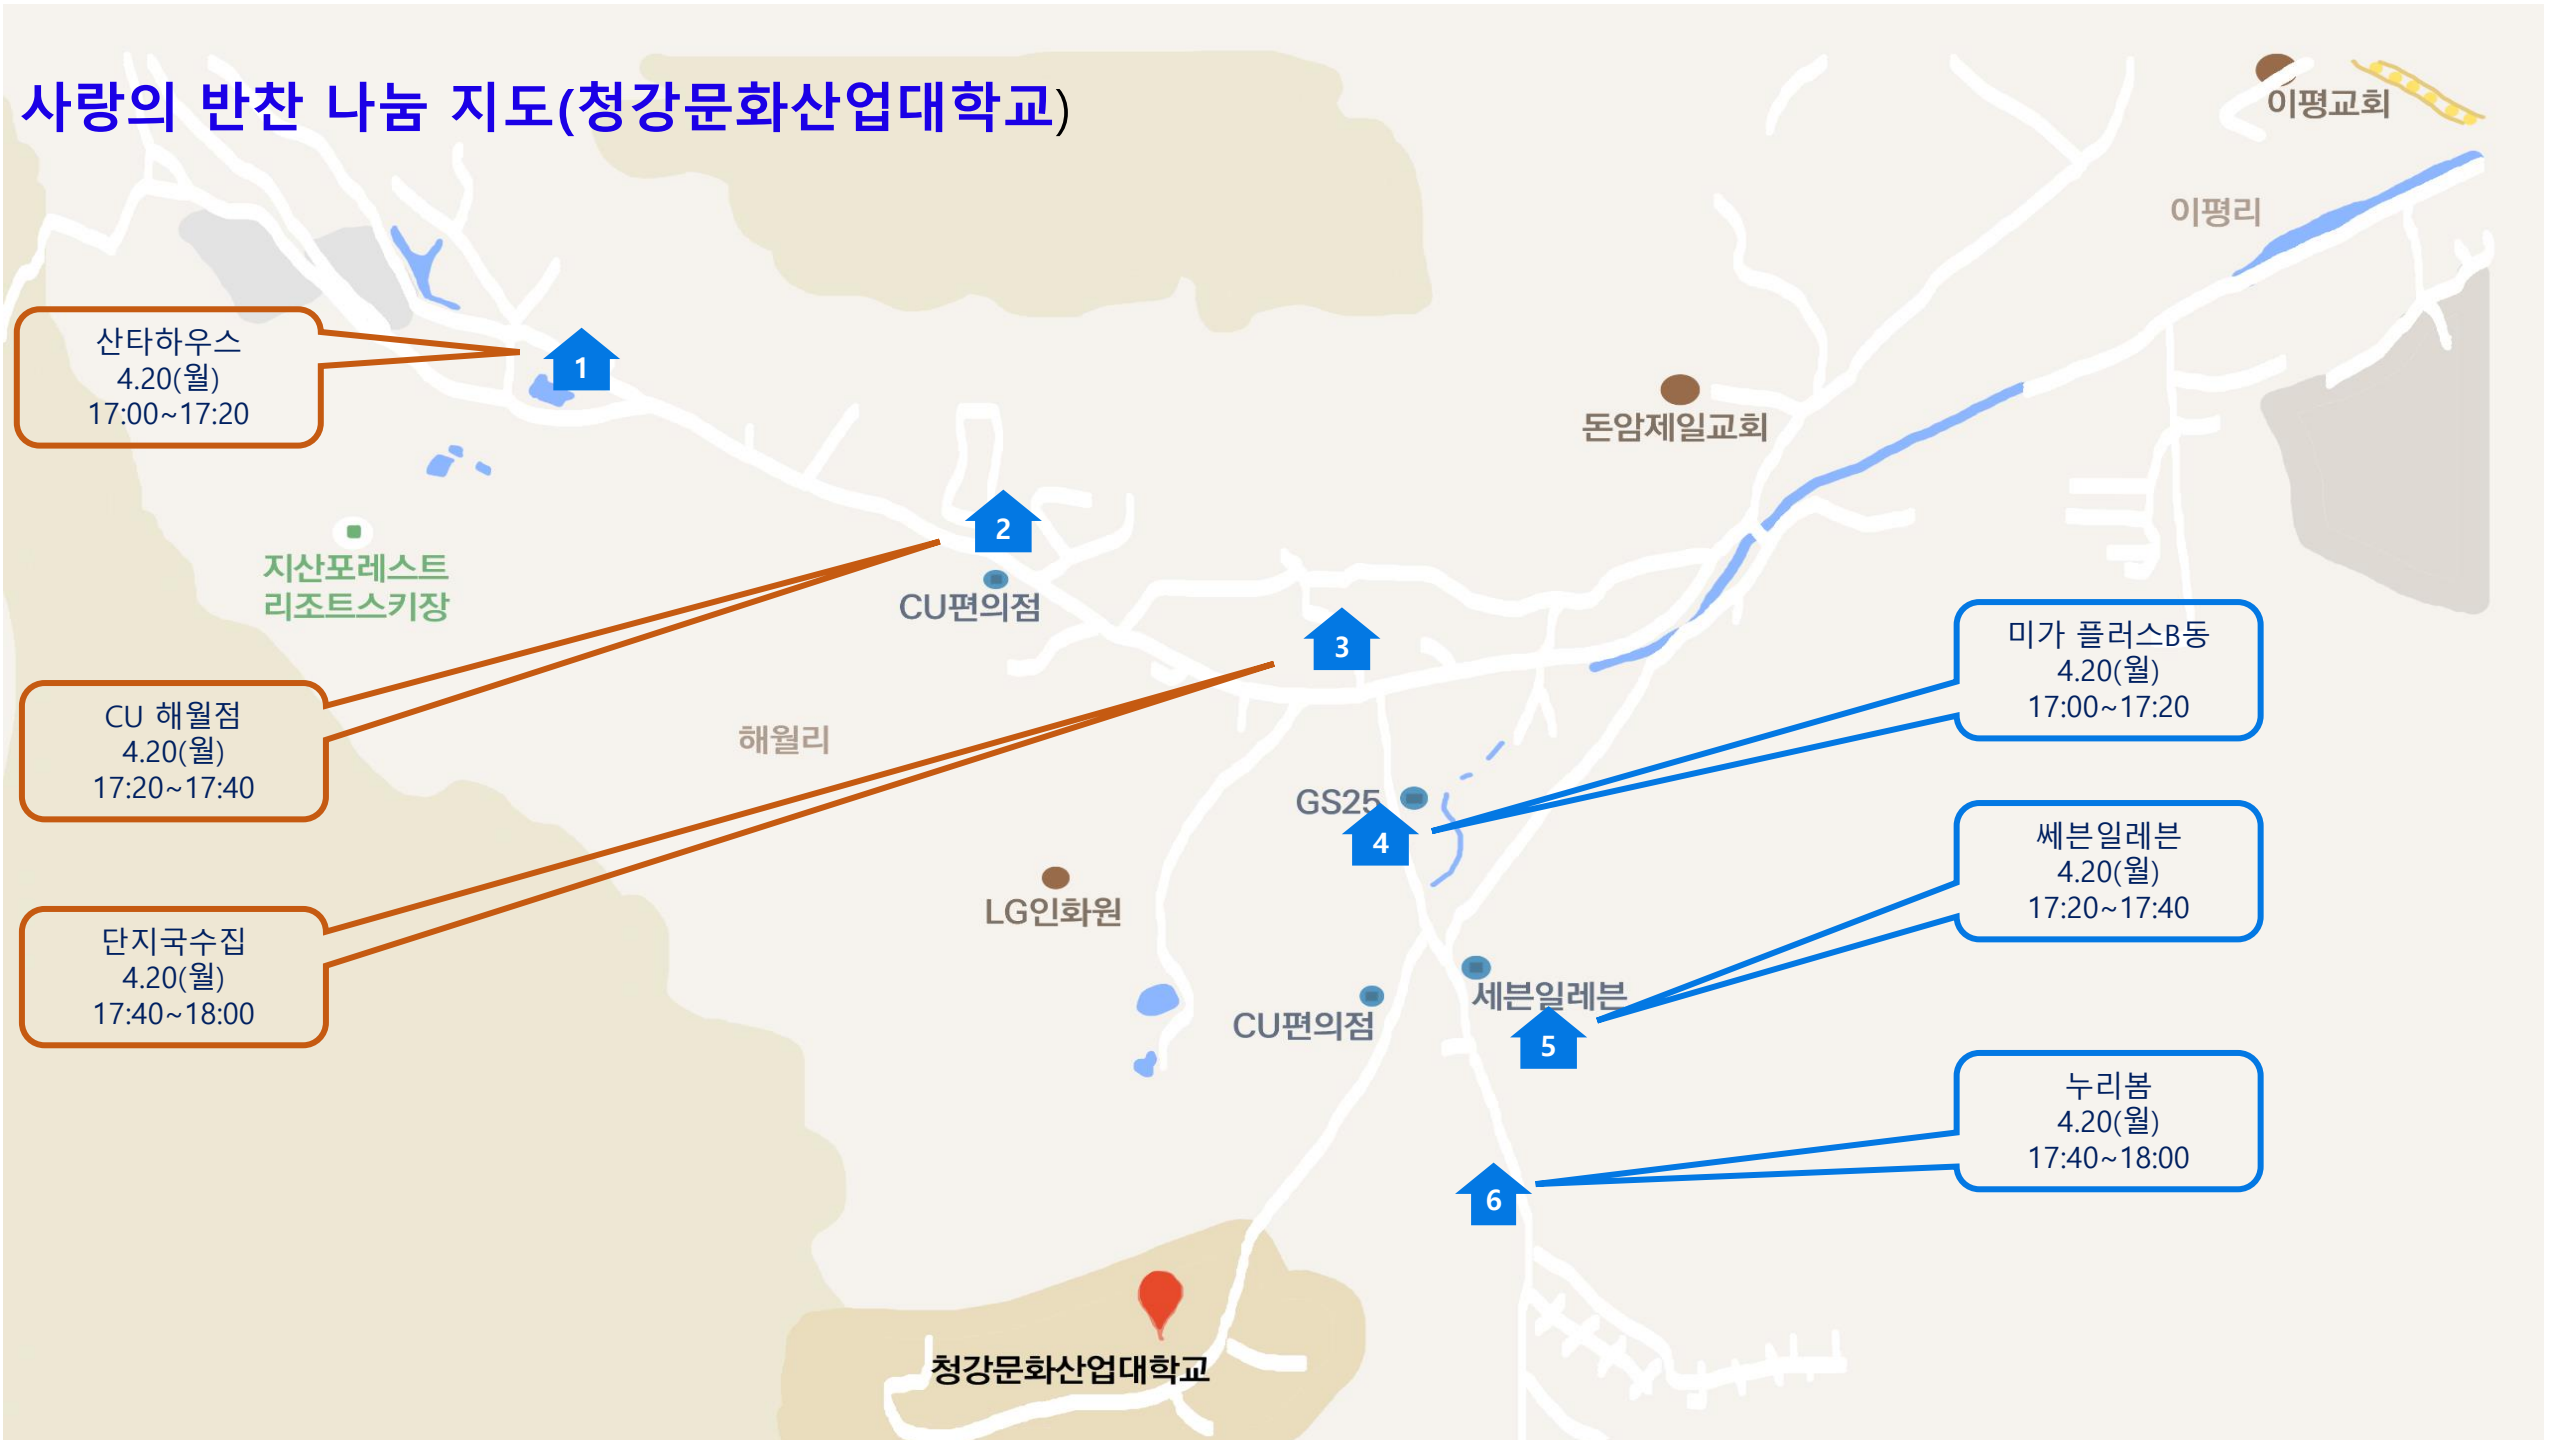 사랑의 반찬 나눔 지도(청강문화산업대학교)
이평교회
이평리
산타하우스
4.20(월)
17:00~17:20
1
돈암제일교회
2
지산포레스트
리조트스키장
CU편의점
3
미가 플러스B동
4.20(월)
17:00~17:20
CU 해월점
4.20(월)
17:20~17:40
해월리
GS25
4
쎄븐일레븐
4.20(월)
17:20~17:40
LG인화원
단지국수집
4.20(월)
17:40~18:00
세븐일레븐
CU편의점
5
누리봄
4.20(월)
17:40~18:00
6
청강문화산업대학교